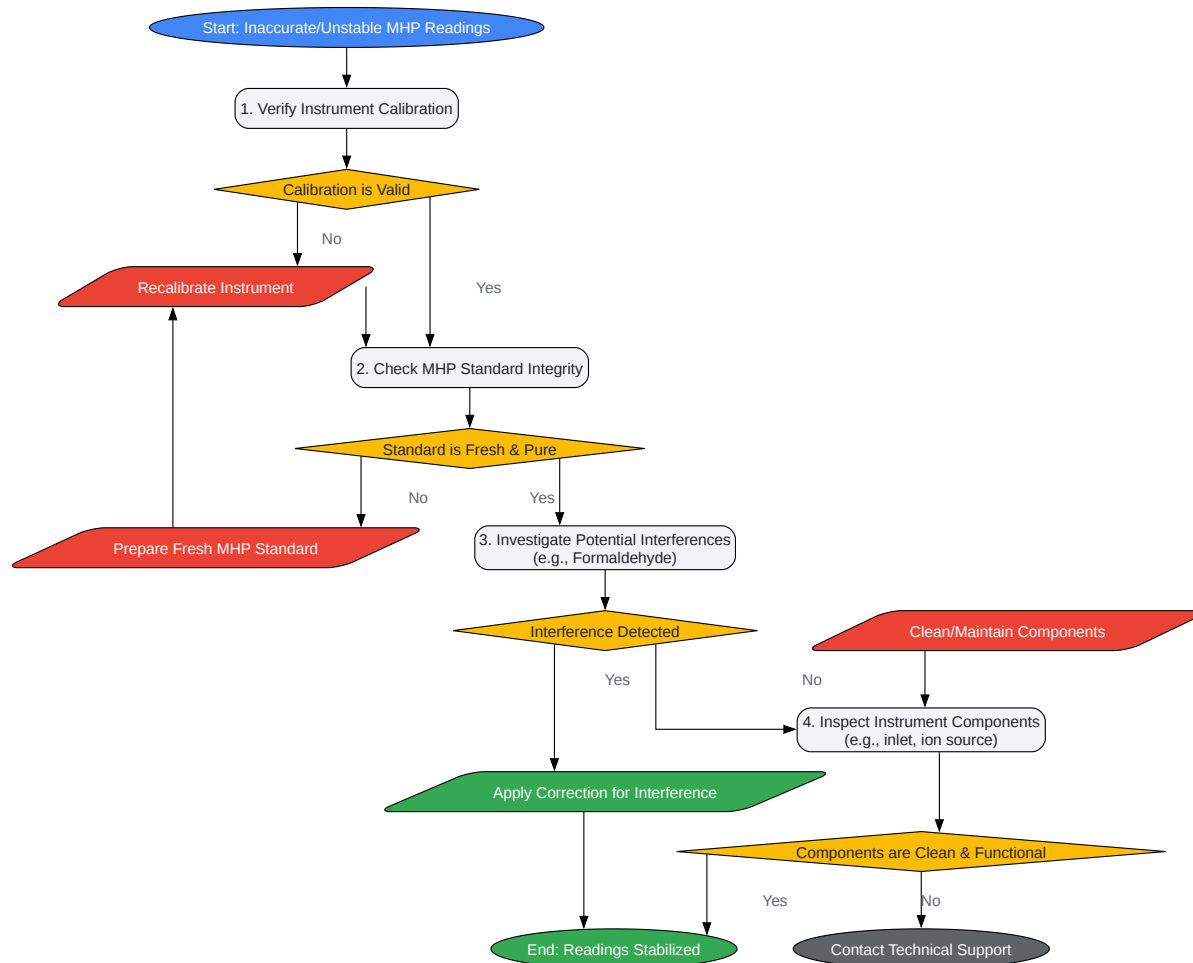 Start: Inaccurate/Unstable MHP Readings
1. Verify Instrument Calibration
Calibration is Valid
No
Recalibrate Instrument
Yes
2. Check MHP Standard Integrity
Standard is Fresh & Pure
No
Yes
Prepare Fresh MHP Standard
3. Investigate Potential Interferences
(e.g., Formaldehyde)
Interference Detected
Clean/Maintain Components
Yes
No
4. Inspect Instrument Components
(e.g., inlet, ion source)
Apply Correction for Interference
Components are Clean & Functional
Yes
No
End: Readings Stabilized
Contact Technical Support